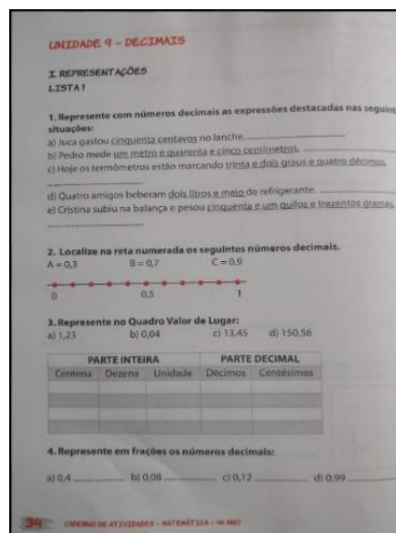 UNIDADE 9 - DECIMAIS
I. REPRESENTAÇÕES
LISTA 1
1. Represente com números decimais as expressões destacadas nas
situações:
a) Juca gastou cinquenta centavos no lanche.
b) Pedro mede um metro e quarenta e cinco centímetros.
c) Hoje os termômetros estão marcando trinta e dois graus e quatro décimos.
d) Quatro amigos beberam dois litros e meio de refrigerante.
e) Cristina subiu na balança e pesou cinquenta e um quilos e trezentos gramas.
2. Localize na reta numerada os seguintes números decimais.
A = 0,3 B = 0,7 C = 0,9
0 0,5 1
3. Represente no Quadro Valor de Lugar:
a) 1,23 b) 0,04 c) 13,45 d) 150,56
PARTE INTEIRA PARTE DECIMAL
Centena Dezena Unidade Décimos Centésimos
4. Represente em frações os números decimais:
a) 0,4 b) 0,08 c) 0,12 d) 0,99
34 CADERNO DE ATIVIDADES - MATEMÁTICA - 4º ANO